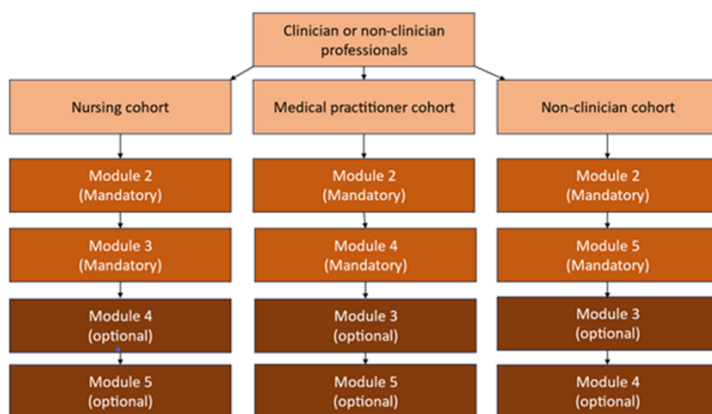 Clinician or non-clinician
professionals
Nursing cohort
Medical practitioner cohort
Non-clinician cohort
Module 2
(Mandatory)
Module 2
(Mandatory)
Module 2
(Mandatory)
Module 3
(Mandatory)
Module 4
(Mandatory)
Module 5
(Mandatory)
Module 4
(optional)
Module 3
(optional)
Module 3
(optional)
Module 5
(optional)
Module 5
(optional)
Module 4
(optional)